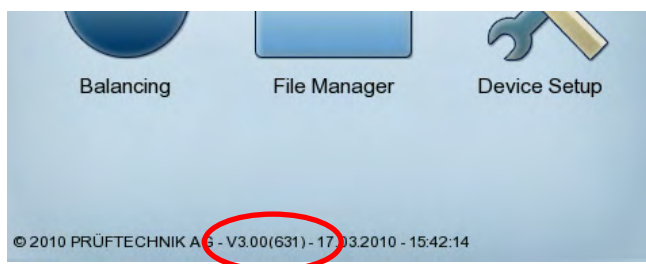 Balancing File Manager Device Setup
© 2010 PRÜFTECHNIK AG - V3.00(631) - 17.03.2010 - 15:42:14